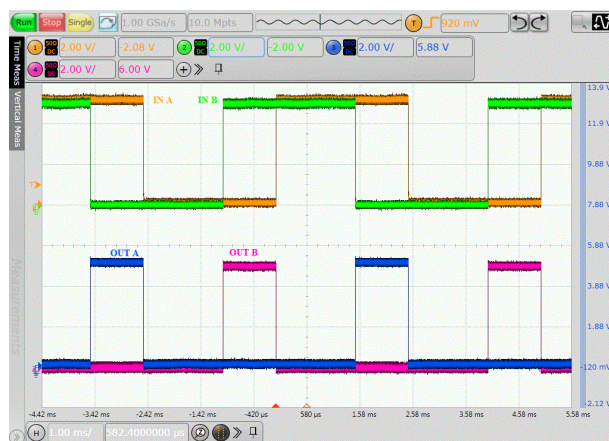 Run Stop Single 1.00 GSa/s 10.0 Mpts T 920 mV
1 50Ω DC 2.00 V/ -2.08 V 2 50Ω DC 2.00 V/ -2.00 V 3 50Ω DC 2.00 V/ 5.88 V
4 50Ω DC 2.00 V/ 6.00 V
Time Meas
Vertical Meas
Measurements
IN A IN B
OUT A OUT B
13.9 V
11.9 V
9.88 V
7.88 V
5.88 V
3.88 V
1.88 V
-120 mV
-2.12 V
-4.42 ms -3.42 ms -2.42 ms -1.42 ms -420 µs 580 µs 1.58 ms 2.58 ms 3.58 ms 4.58 ms 5.58 ms
H 1.00 ms/ 582.4000000 µs